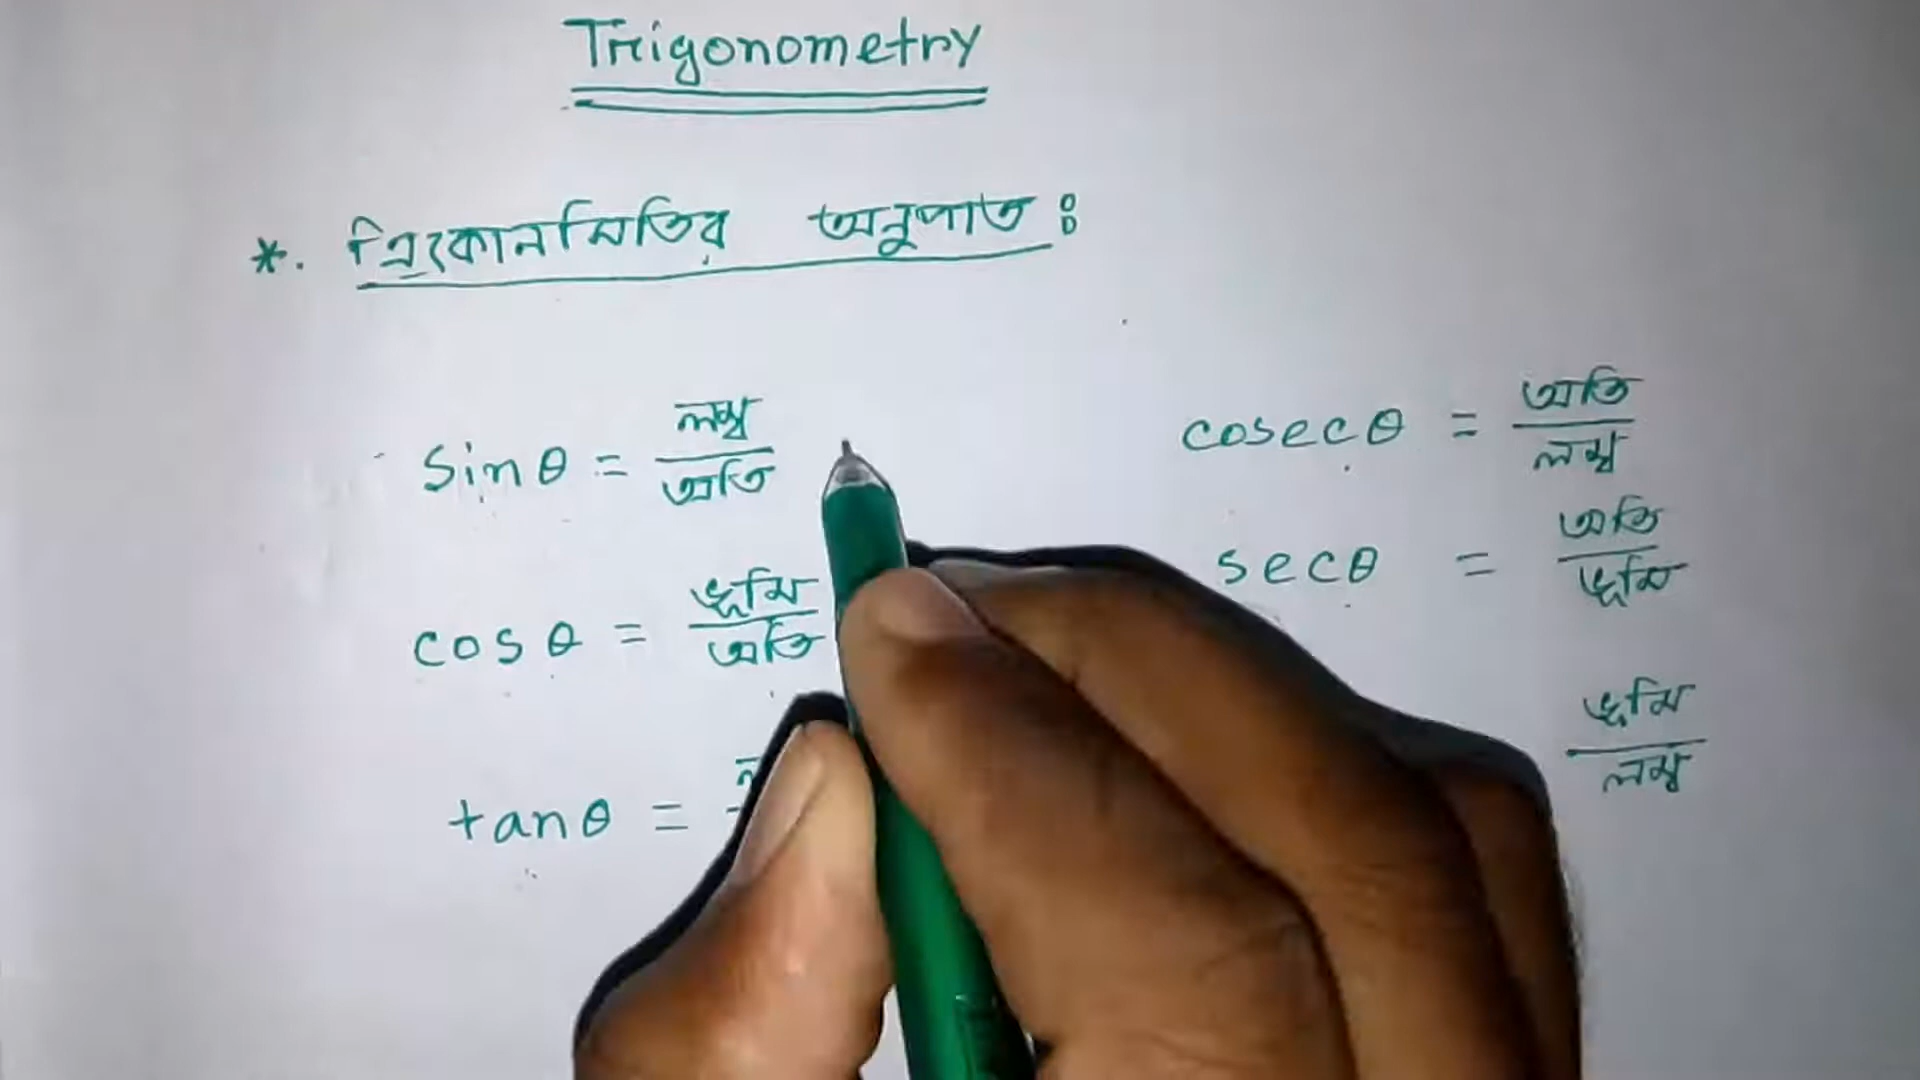 Trigonometry
*. ত্রিকোনমিতির অনুপাত :
sinθ = লম্ব / অতি
cosecθ = অতি / লম্ব
cosθ = ভূমি / অতি
secθ = অতি / ভূমি
tanθ =
ভূমি / লম্ব